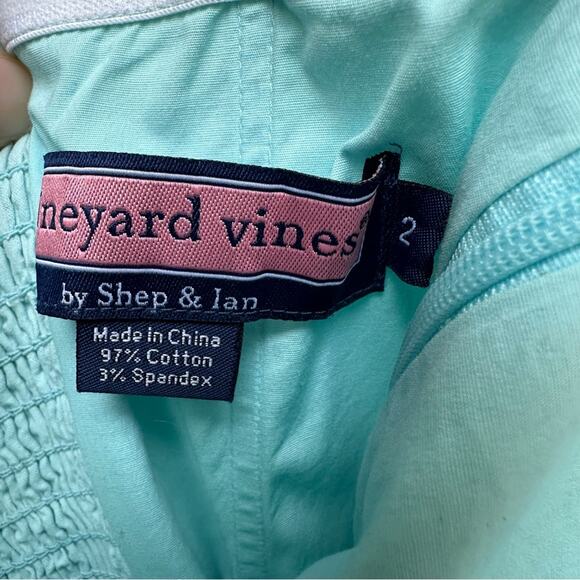 neyard vines
2
by Shep & Ian
Made in China
97% Cotton
3% Spandex